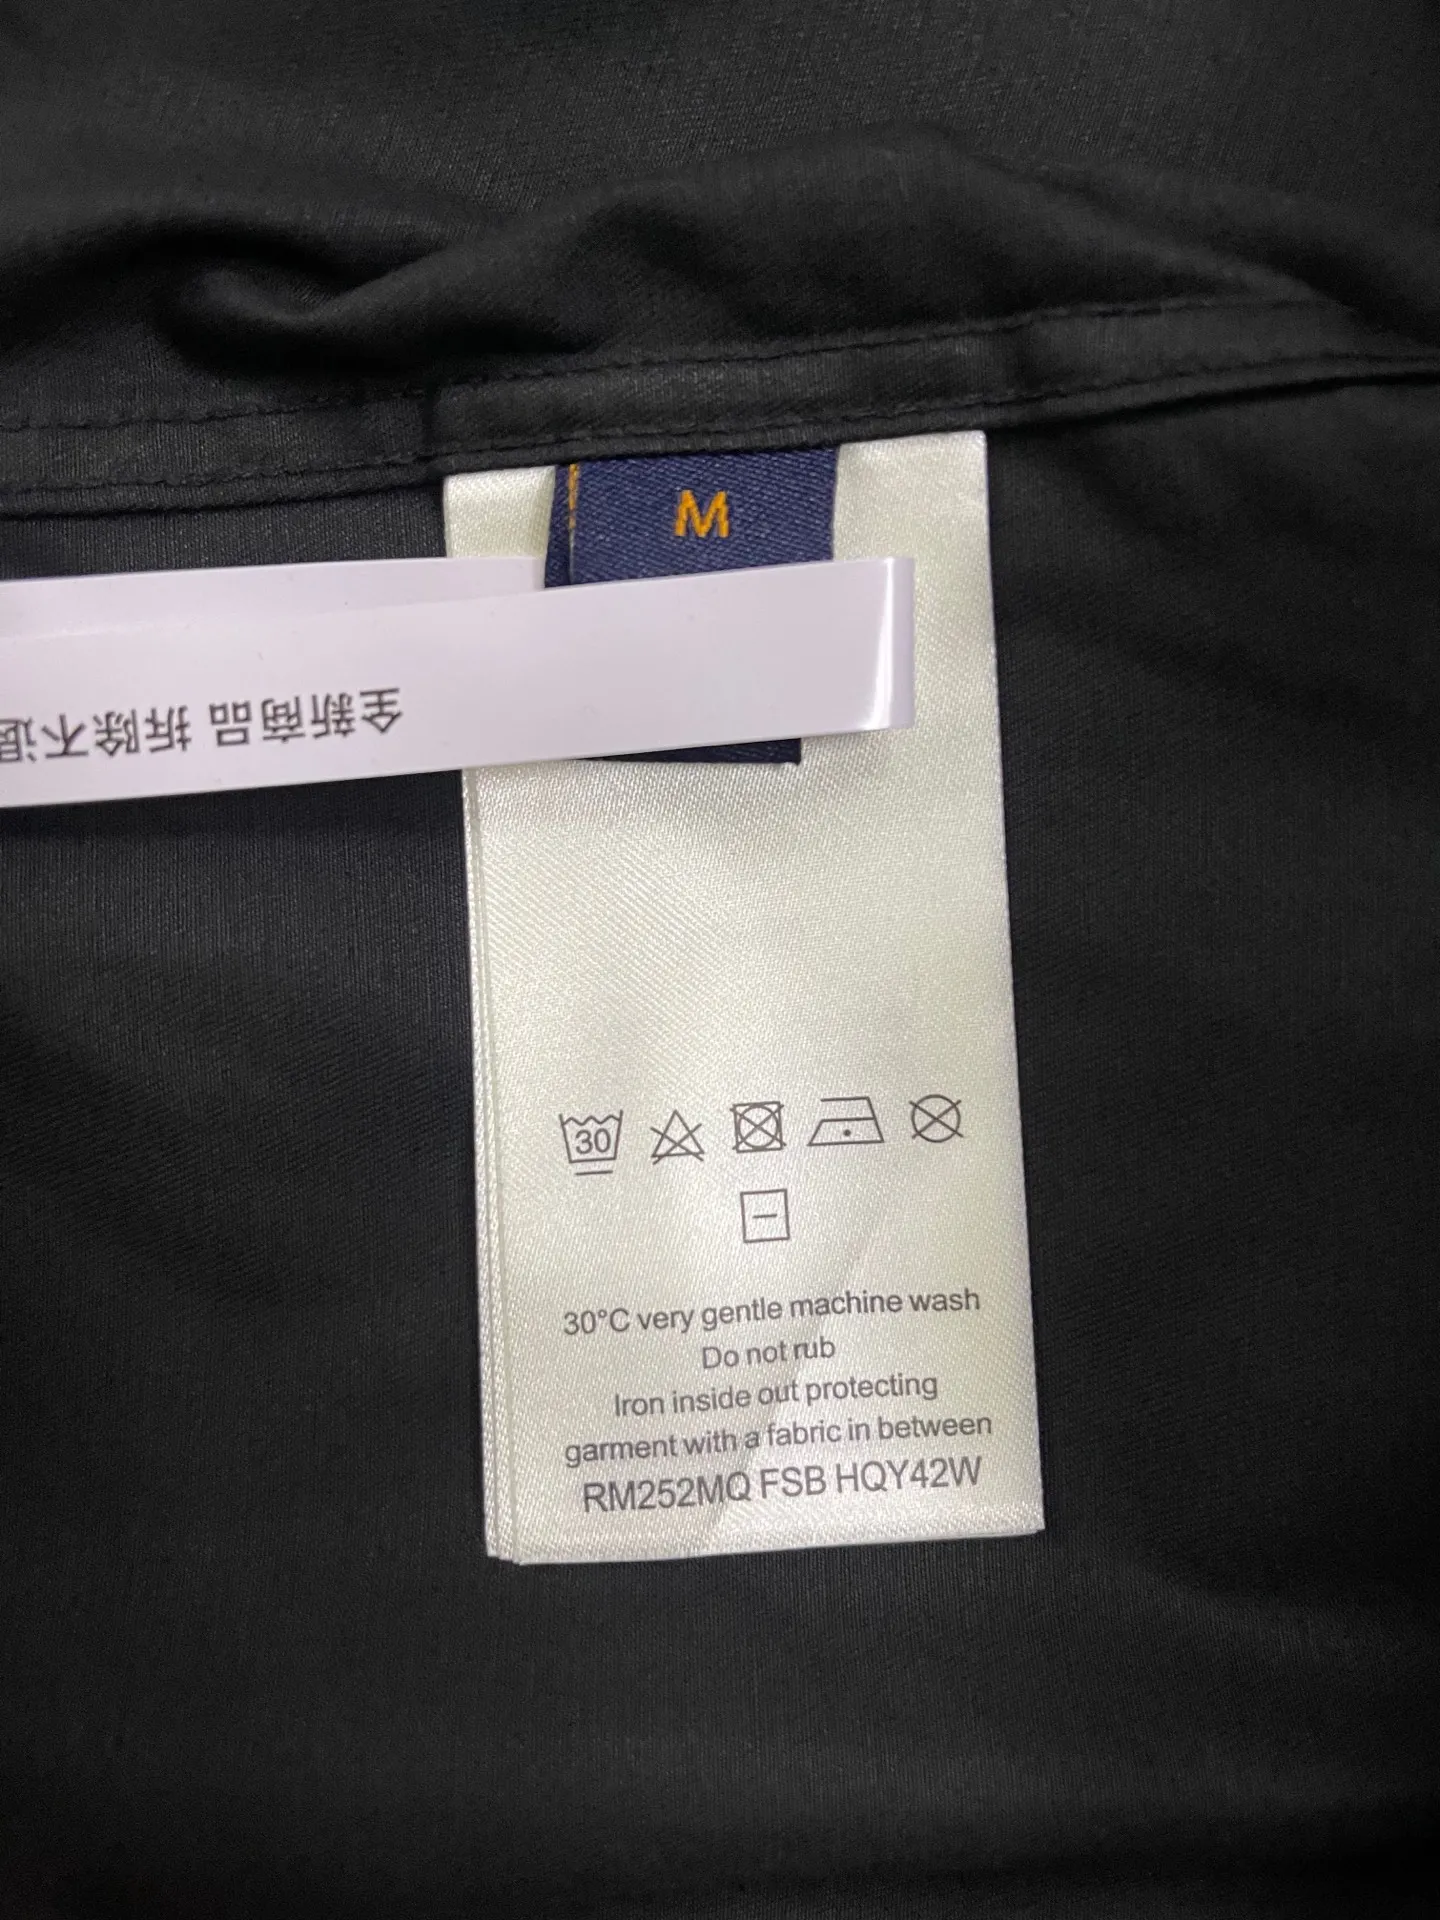 M
全新商品 拆除不退
30
30°C very gentle machine wash
Do not rub
Iron inside out protecting
garment with a fabric in between
RM252MQ FSB HQY42W